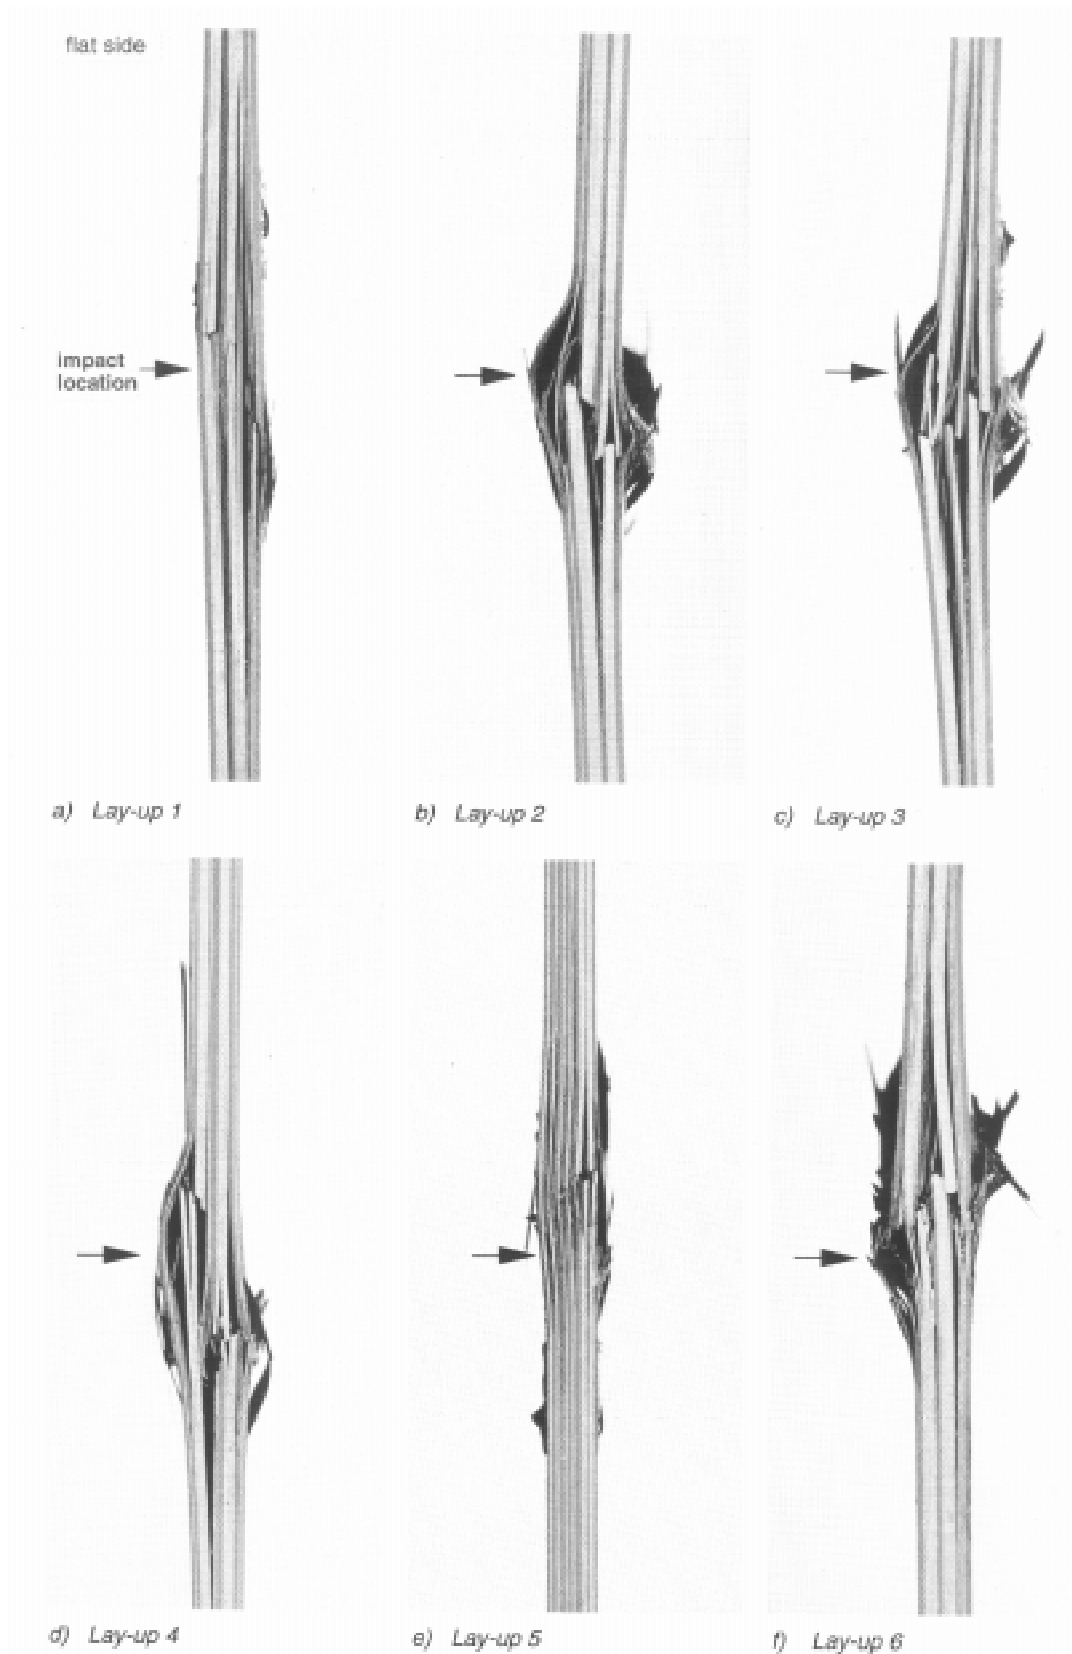 flat side
impact
location
a) Lay-up 1
b) Lay-up 2
c) Lay-up 3
d) Lay-up 4
e) Lay-up 5
f) Lay-up 6